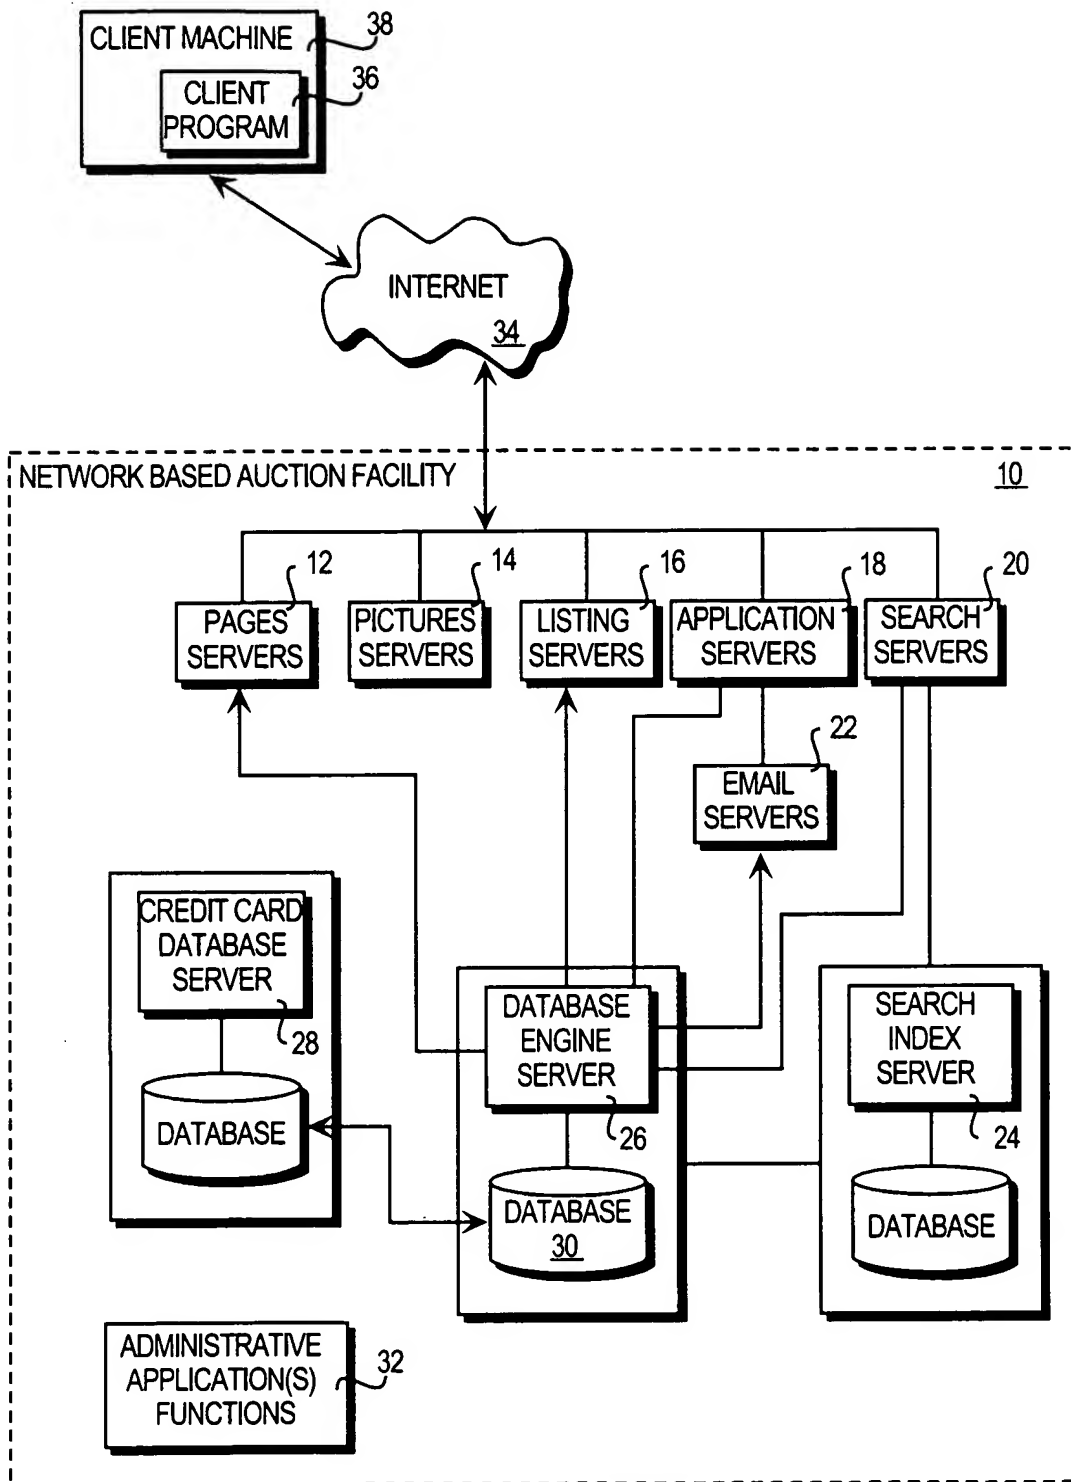 CLIENT MACHINE
38
CLIENT
PROGRAM
36
INTERNET
34
NETWORK BASED AUCTION FACILITY
10
12
14
16
18
20
PAGES
SERVERS
PICTURES
SERVERS
LISTING
SERVERS
APPLICATION
SERVERS
SEARCH
SERVERS
22
EMAIL
SERVERS
CREDIT CARD
DATABASE
SERVER
28
DATABASE
DATABASE
ENGINE
SERVER
26
DATABASE
30
SEARCH
INDEX
SERVER
24
DATABASE
ADMINISTRATIVE
APPLICATION(S)
FUNCTIONS
32